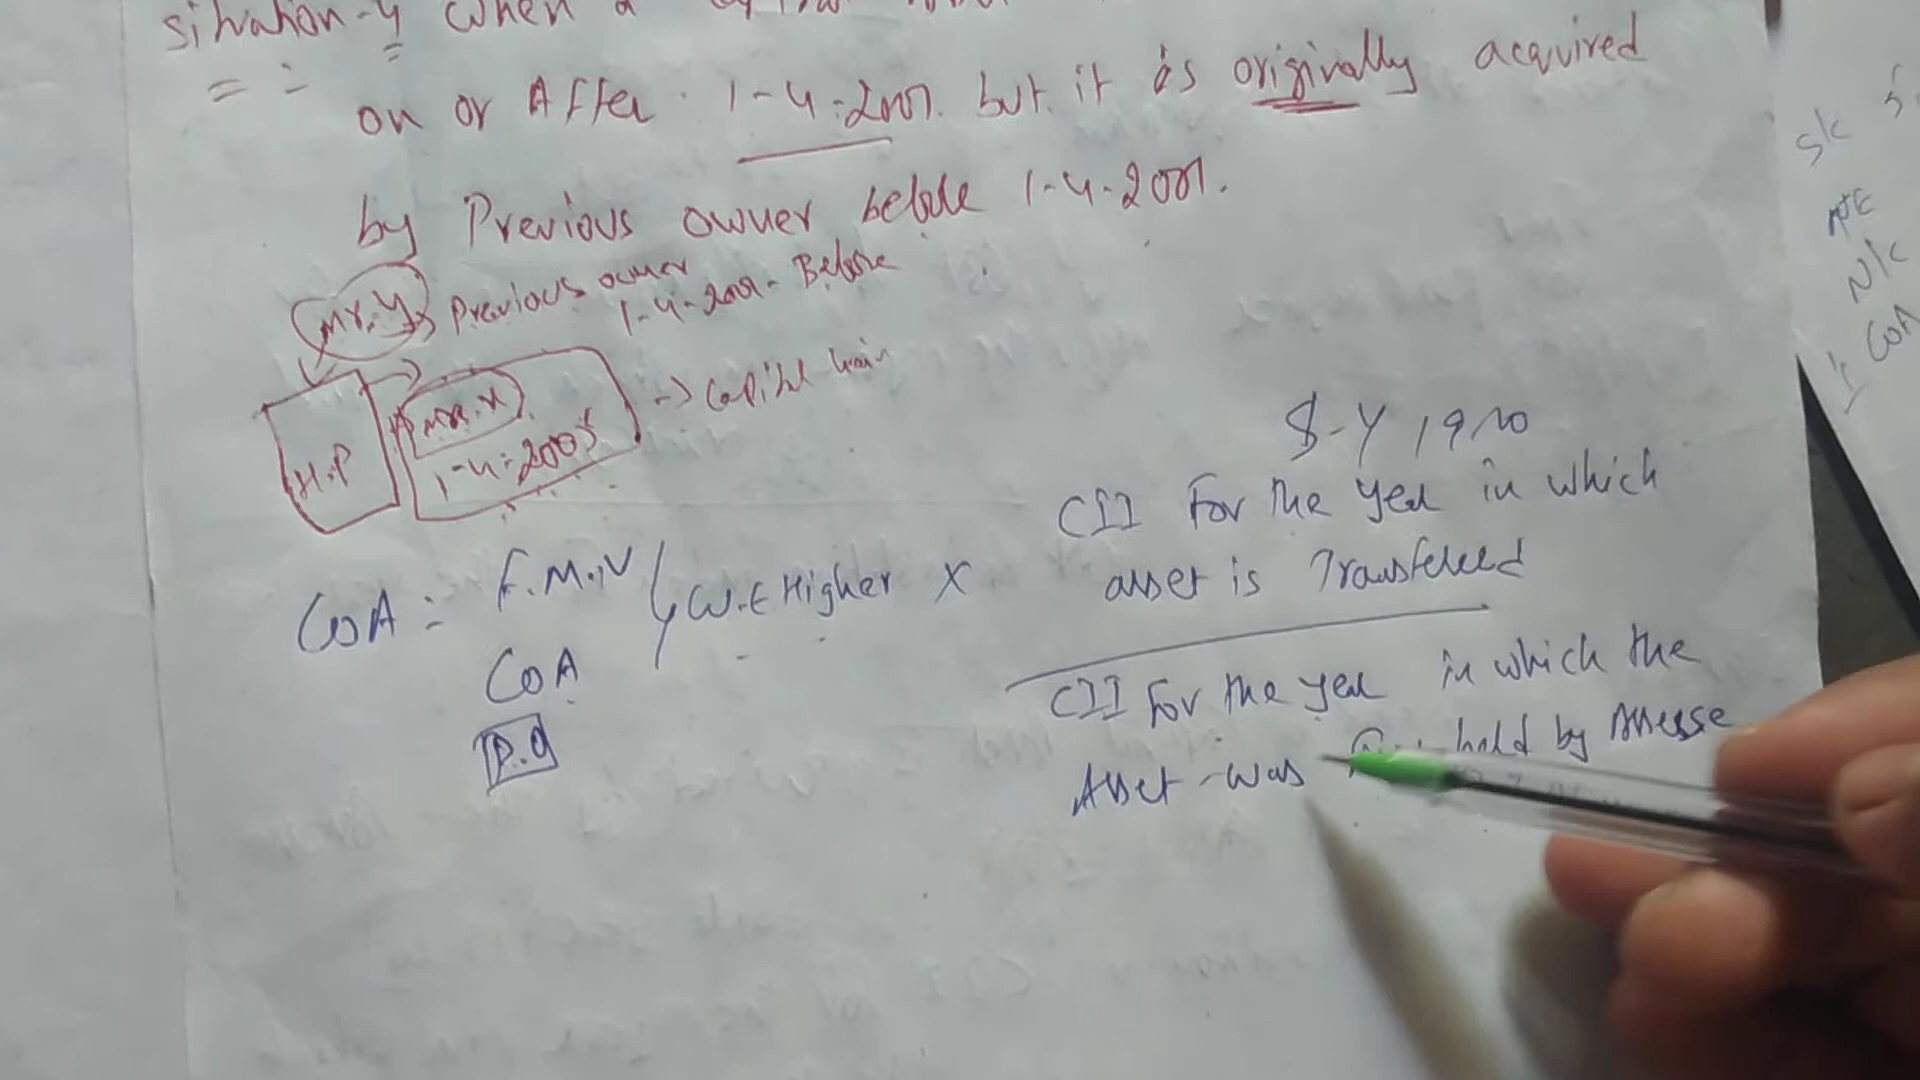 situation-4 when a
on or After 1-4-2001. but it is originally acquired
by Previous owner before 1-4-2001.
Mr. Y Previous owner
1-4-2001 - Before
H.P
Mr. X
1-4-2005
→ Capital Gain
S-Y 1920
CII For the year in which
asset is Transfered
COA = F.M.V W.E Higher X
COA
P.O
CII for the year in which the
Asset was held by Assesse
S/c
N/c
COA